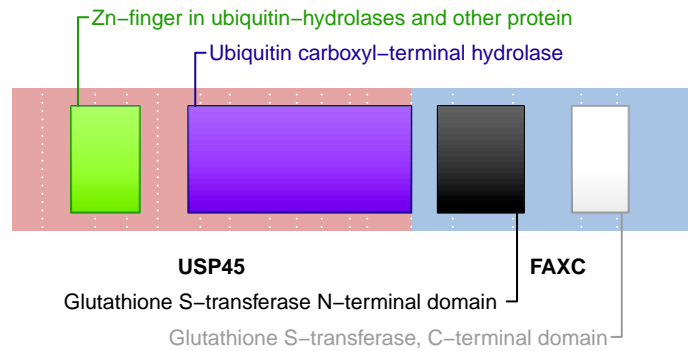 Zn−finger in ubiquitin−hydrolases and other protein
Ubiquitin carboxyl−terminal hydrolase
USP45 FAXC
Glutathione S−transferase N−terminal domain
Glutathione S−transferase, C−terminal domain